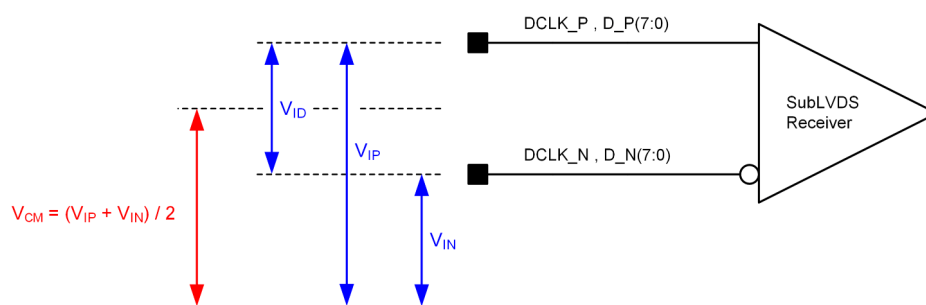 DCLK_P , D_P(7:0)
SubLVDS
Receiver
VID
VIP
DCLK_N , D_N(7:0)
VCM = (VIP + VIN) / 2
VIN